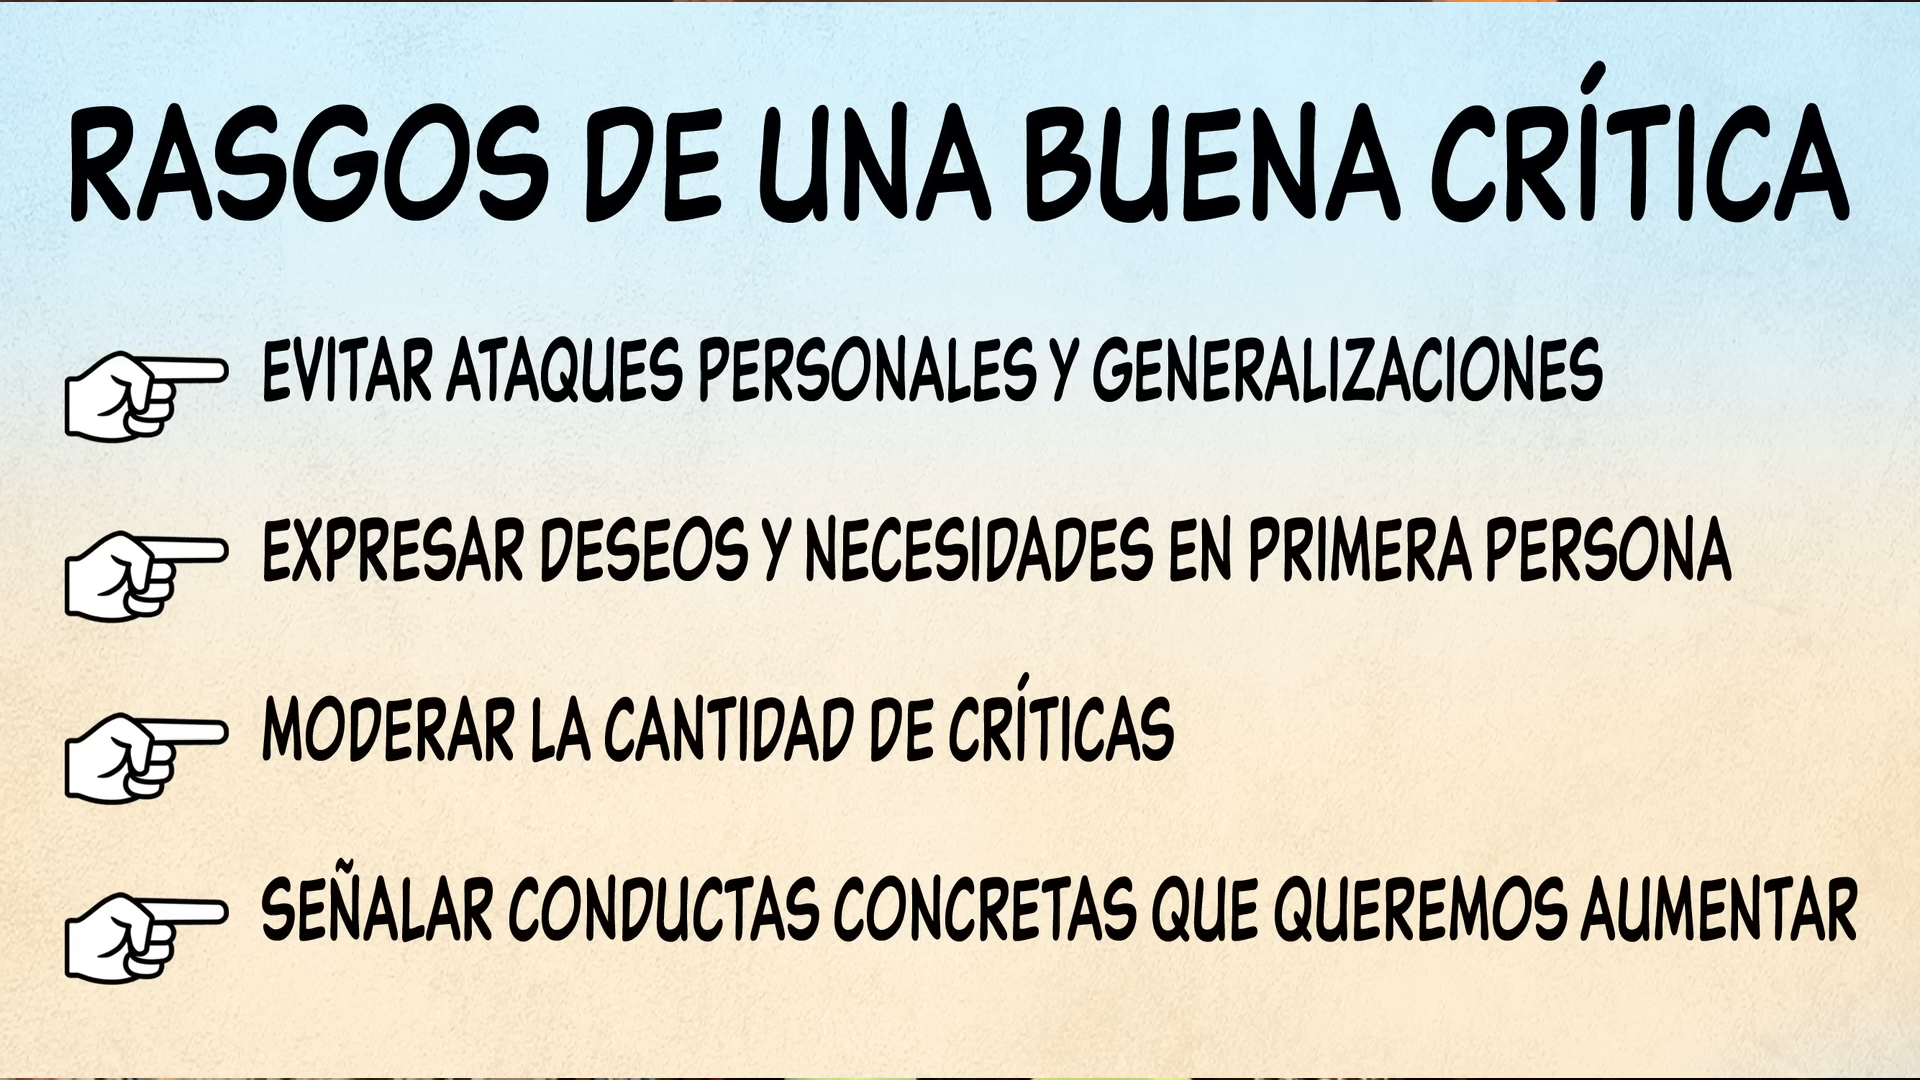 RASGOS DE UNA BUENA CRÍTICA
EVITAR ATAQUES PERSONALES Y GENERALIZACIONES
EXPRESAR DESEOS Y NECESIDADES EN PRIMERA PERSONA
MODERAR LA CANTIDAD DE CRÍTICAS
SEÑALAR CONDUCTAS CONCRETAS QUE QUEREMOS AUMENTAR